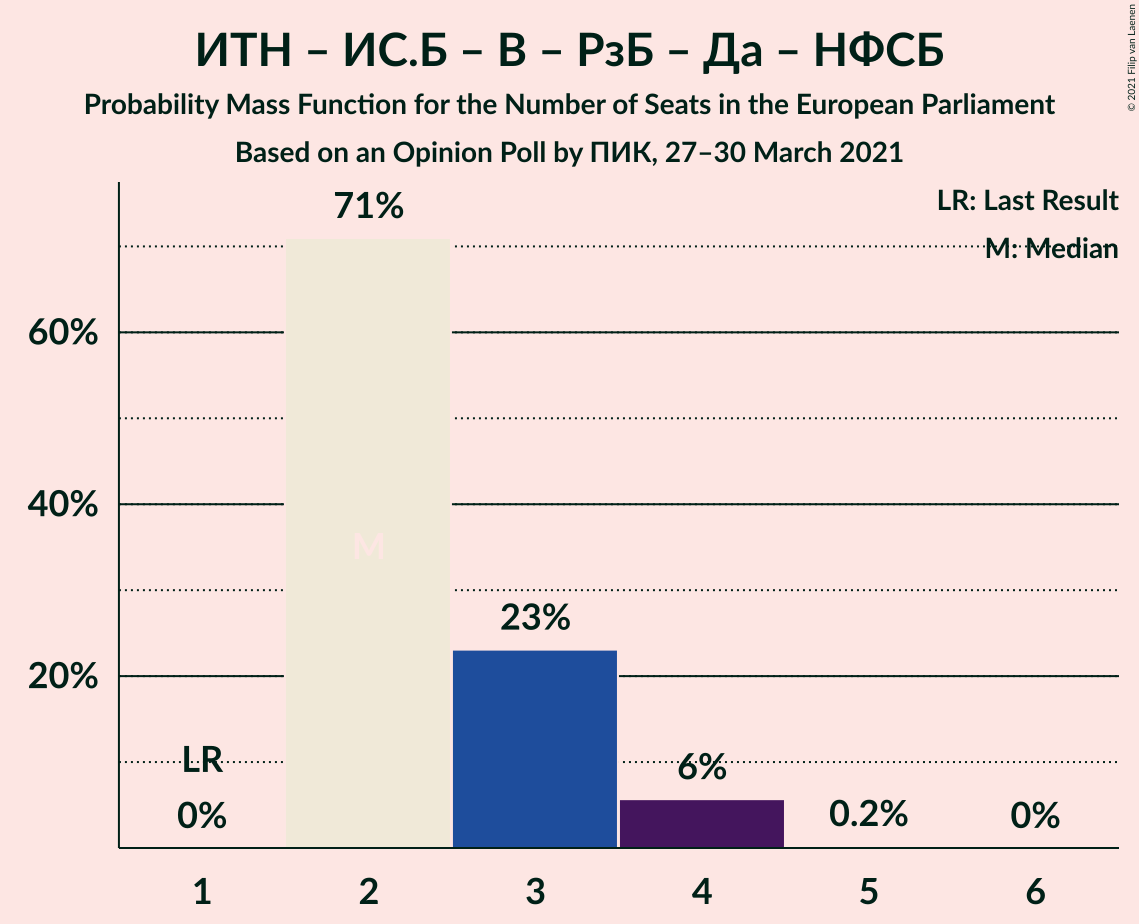 ИТН – ИС.Б – В – РзБ – Да – НФСБ
Probability Mass Function for the Number of Seats in the European Parliament
Based on an Opinion Poll by ПИК, 27–30 March 2021
© 2021 Filip van Laenen
LR: Last Result
M: Median
71%
60%
40%
M
23%
20%
LR
6%
0%
0.2%
0%
1 2 3 4 5 6